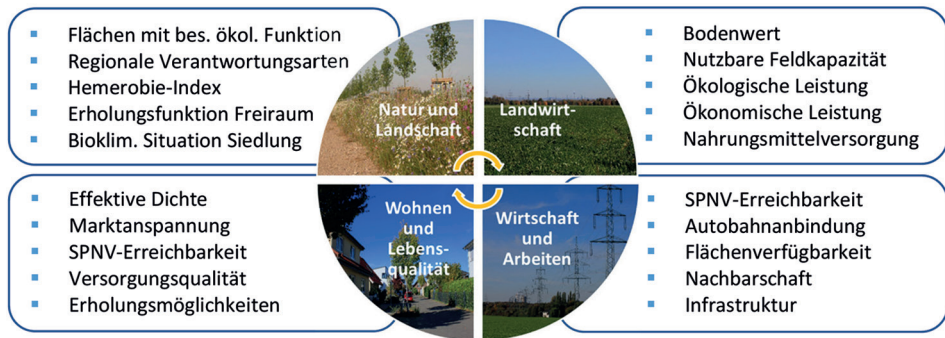 Flächen mit bes. ökol. Funktion
Regionale Verantwortungsarten
Hemerobie-Index
Erholungsfunktion Freiraum
Bioklim. Situation Siedlung
Natur und
Landschaft
Landwirt-
schaft
Bodenwert
Nutzbare Feldkapazität
Ökologische Leistung
Ökonomische Leistung
Nahrungsmittelversorgung
Effektive Dichte
Marktanspannung
SPNV-Erreichbarkeit
Versorgungsqualität
Erholungsmöglichkeiten
Wohnen
und
Lebens-
qualität
Wirtschaft
und
Arbeiten
SPNV-Erreichbarkeit
Autobahnanbindung
Flächenverfügbarkeit
Nachbarschaft
Infrastruktur